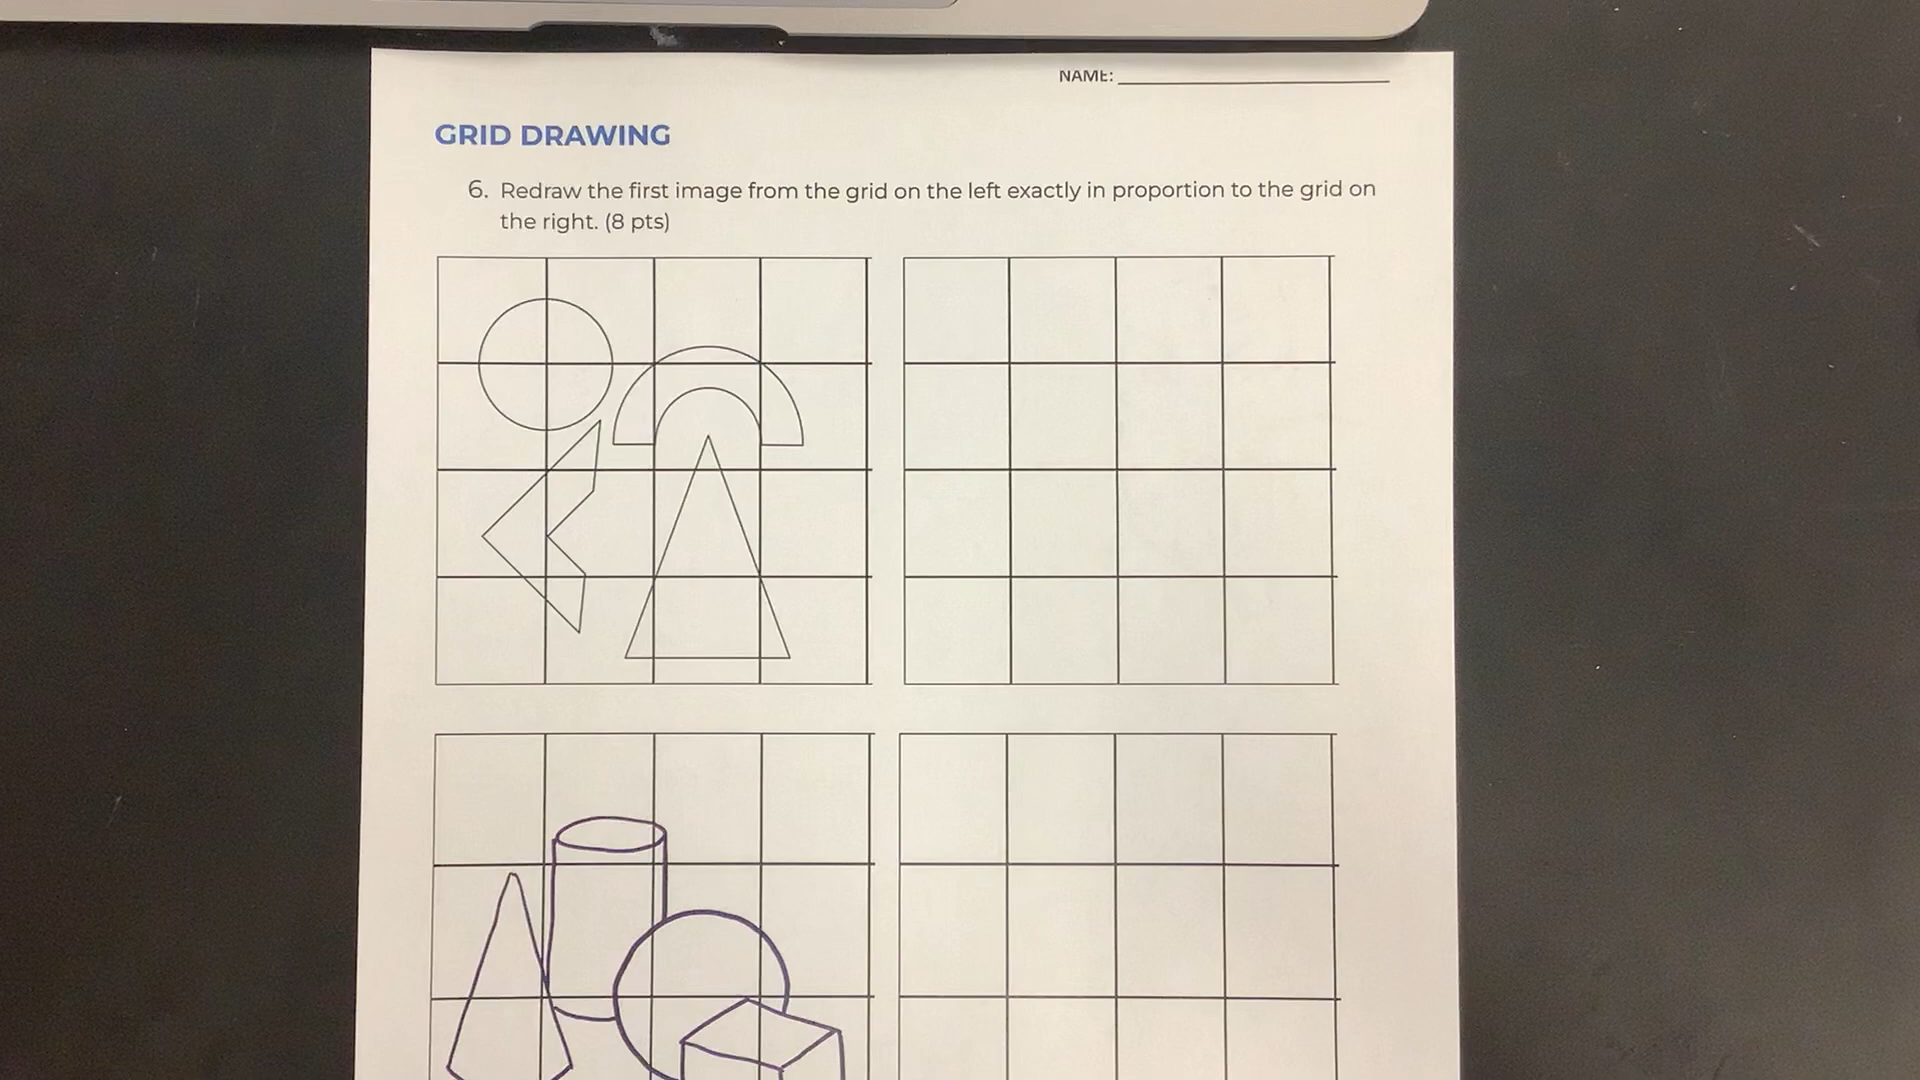 NAME:
GRID DRAWING
6. Redraw the first image from the grid on the left exactly in proportion to the grid on
the right. (8 pts)